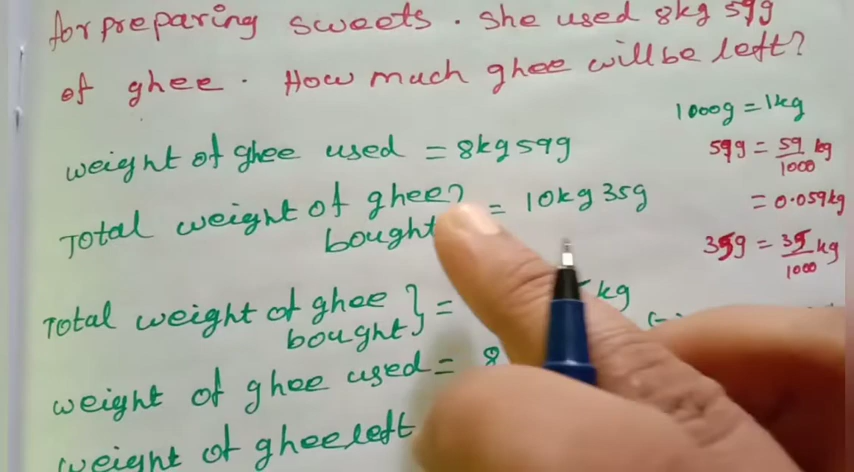 for preparing sweets. She used 8kg 59g
of ghee. How much ghee will be left?
1000g = 1kg
weight of ghee used = 8kg 59g
59g = 59/1000 kg
= 0.059kg
Total weight of ghee } bought = 10kg 35g
35g = 35/1000 kg
Total weight of ghee } bought = kg
weight of ghee used = 8
weight of ghee left